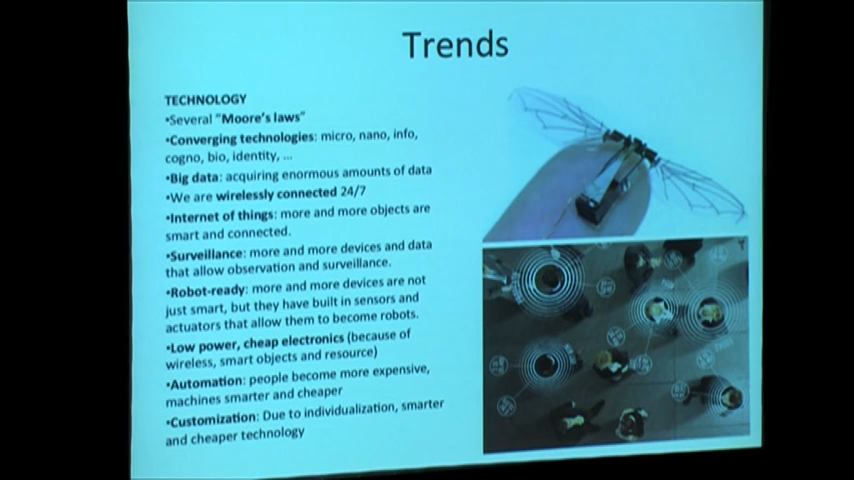 Trends
TECHNOLOGY
•Several "Moore's laws"
•Converging technologies: micro, nano, info,
cogno, bio, identity, ...
•Big data: acquiring enormous amounts of data
•We are wirelessly connected 24/7
•Internet of things: more and more objects are
smart and connected.
•Surveillance: more and more devices and data
that allow observation and surveillance.
•Robot-ready: more and more devices are not
just smart, but they have built in sensors and
actuators that allow them to become robots.
•Low power, cheap electronics (because of
wireless, smart objects and resource)
•Automation: people become more expensive,
machines smarter and cheaper
•Customization: Due to individualization, smarter
and cheaper technology